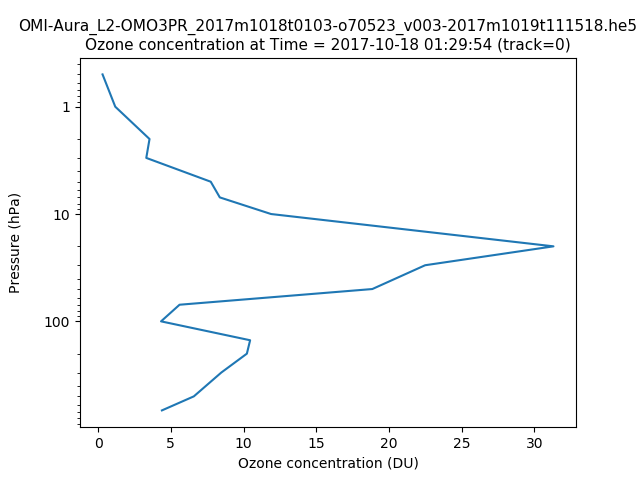 OMI-Aura_L2-OMO3PR_2017m1018t0103-o70523_v003-2017m1019t111518.he5
Ozone concentration at Time = 2017-10-18 01:29:54 (track=0)
Pressure (hPa)
1
10
100
0 5 10 15 20 25 30
Ozone concentration (DU)